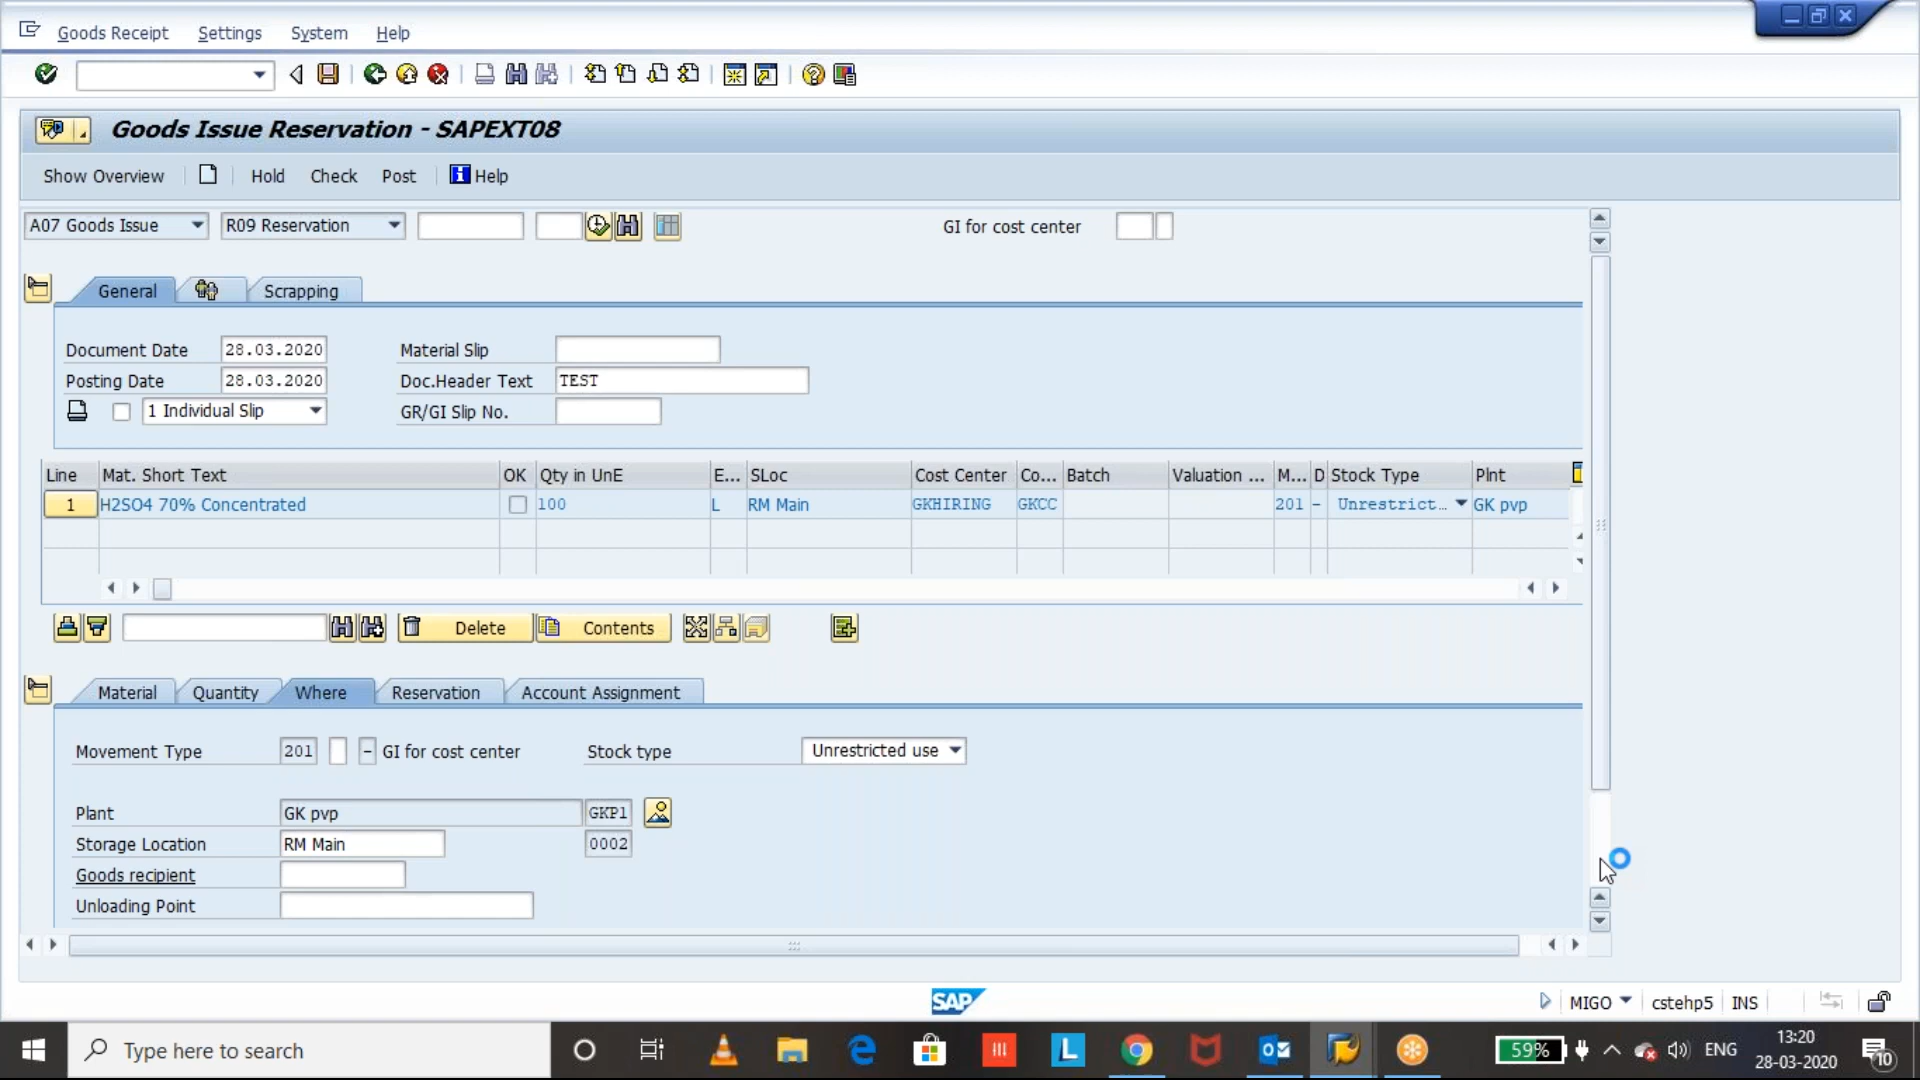 Goods Receipt Settings System Help
Goods Issue Reservation - SAPEXT08
Show Overview Hold Check Post Help
A07 Goods Issue R09 Reservation GI for cost center
General Scrapping
Document Date 28.03.2020 Material Slip
Posting Date 28.03.2020 Doc.Header Text TEST
1 Individual Slip GR/GI Slip No.
Line Mat. Short Text OK Qty in UnE E... SLoc Cost Center Co... Batch Valuation ... M... D Stock Type Plnt
1 H2SO4 70% Concentrated 100 L RM Main GKHIRING GKCC 201 - Unrestrict... GK pvp
Delete Contents
Material Quantity Where Reservation Account Assignment
Movement Type 201 - GI for cost center Stock type Unrestricted use
Plant GK pvp GKP1
Storage Location RM Main 0002
Goods recipient
Unloading Point
SAP MIGO cstehp5 INS
Type here to search L 59% ENG 13:20
28-03-2020 10